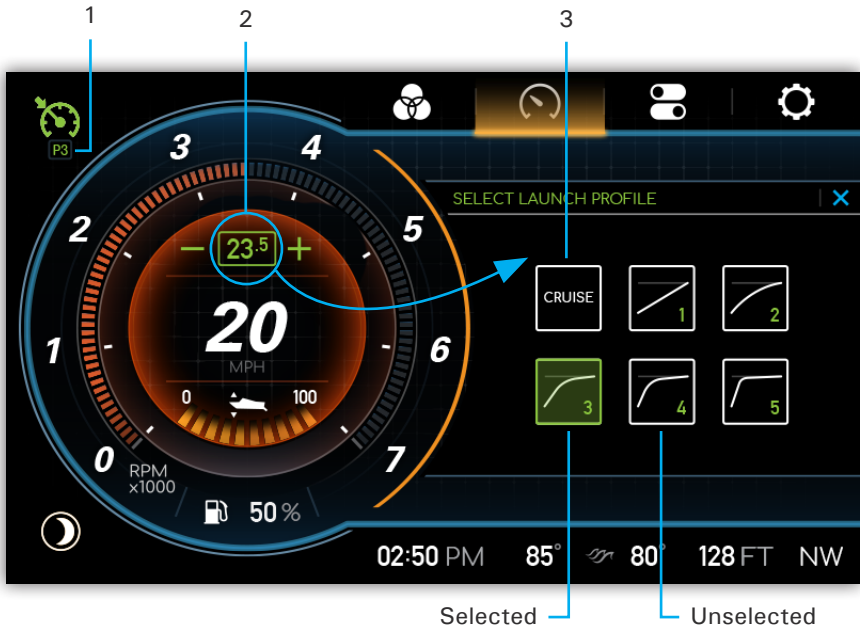 1
2
3
P3
3
4
2
5
1
6
0
7
23.5
20
MPH
0
100
RPM
x1000
50 %
SELECT LAUNCH PROFILE
CRUISE
1
2
3
4
5
02:50 PM 85° 80° 128 FT NW
Selected
Unselected